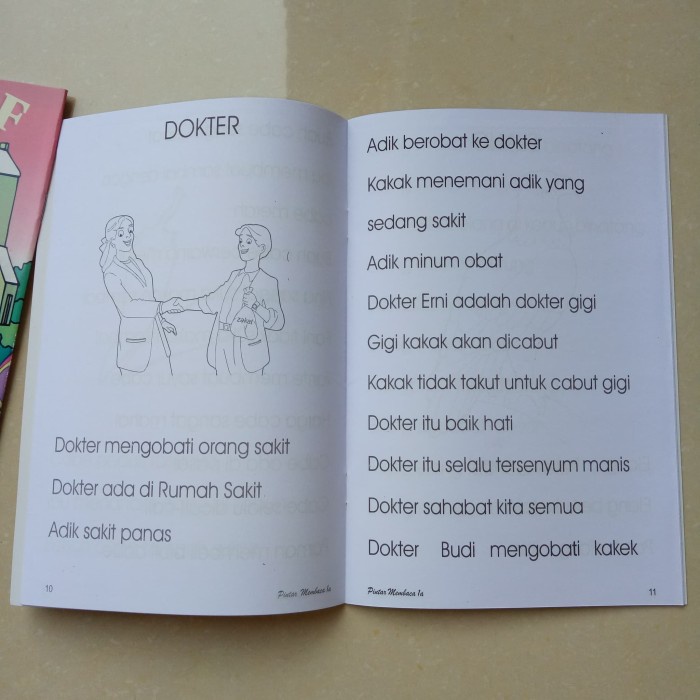 F
DOKTER
Dokter mengobati orang sakit
Dokter ada di Rumah Sakit
Adik sakit panas
10
Pintar Membaca 1a
Adik berobat ke dokter
Kakak menemani adik yang
sedang sakit
Adik minum obat
Dokter Erni adalah dokter gigi
Gigi kakak akan dicabut
Kakak tidak takut untuk cabut gigi
Dokter itu baik hati
Dokter itu selalu tersenyum manis
Dokter sahabat kita semua
Dokter Budi mengobati kakek
Pintar Membaca 1a
11